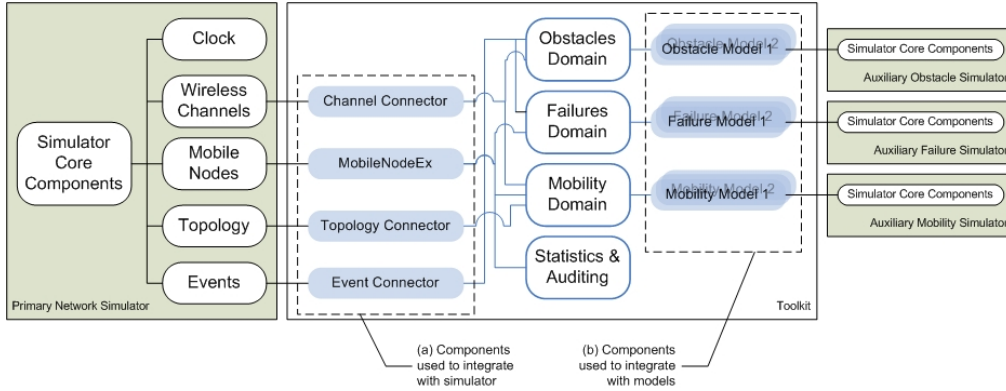 Simulator
Core
Components
Primary Network Simulator
Clock
Wireless
Channels
Mobile
Nodes
Topology
Events
Channel Connector
MobileNodeEx
Topology Connector
Event Connector
(a) Components
used to integrate
with simulator
Obstacles
Domain
Failures
Domain
Mobility
Domain
Statistics &
Auditing
Obstacle Model 2
Obstacle Model 1
Failure Model 2
Failure Model 1
Mobility Model 2
Mobility Model 1
Toolkit
(b) Components
used to integrate
with models
Simulator Core Components
Auxiliary Obstacle Simulator
Simulator Core Components
Auxiliary Failure Simulator
Simulator Core Components
Auxiliary Mobility Simulator